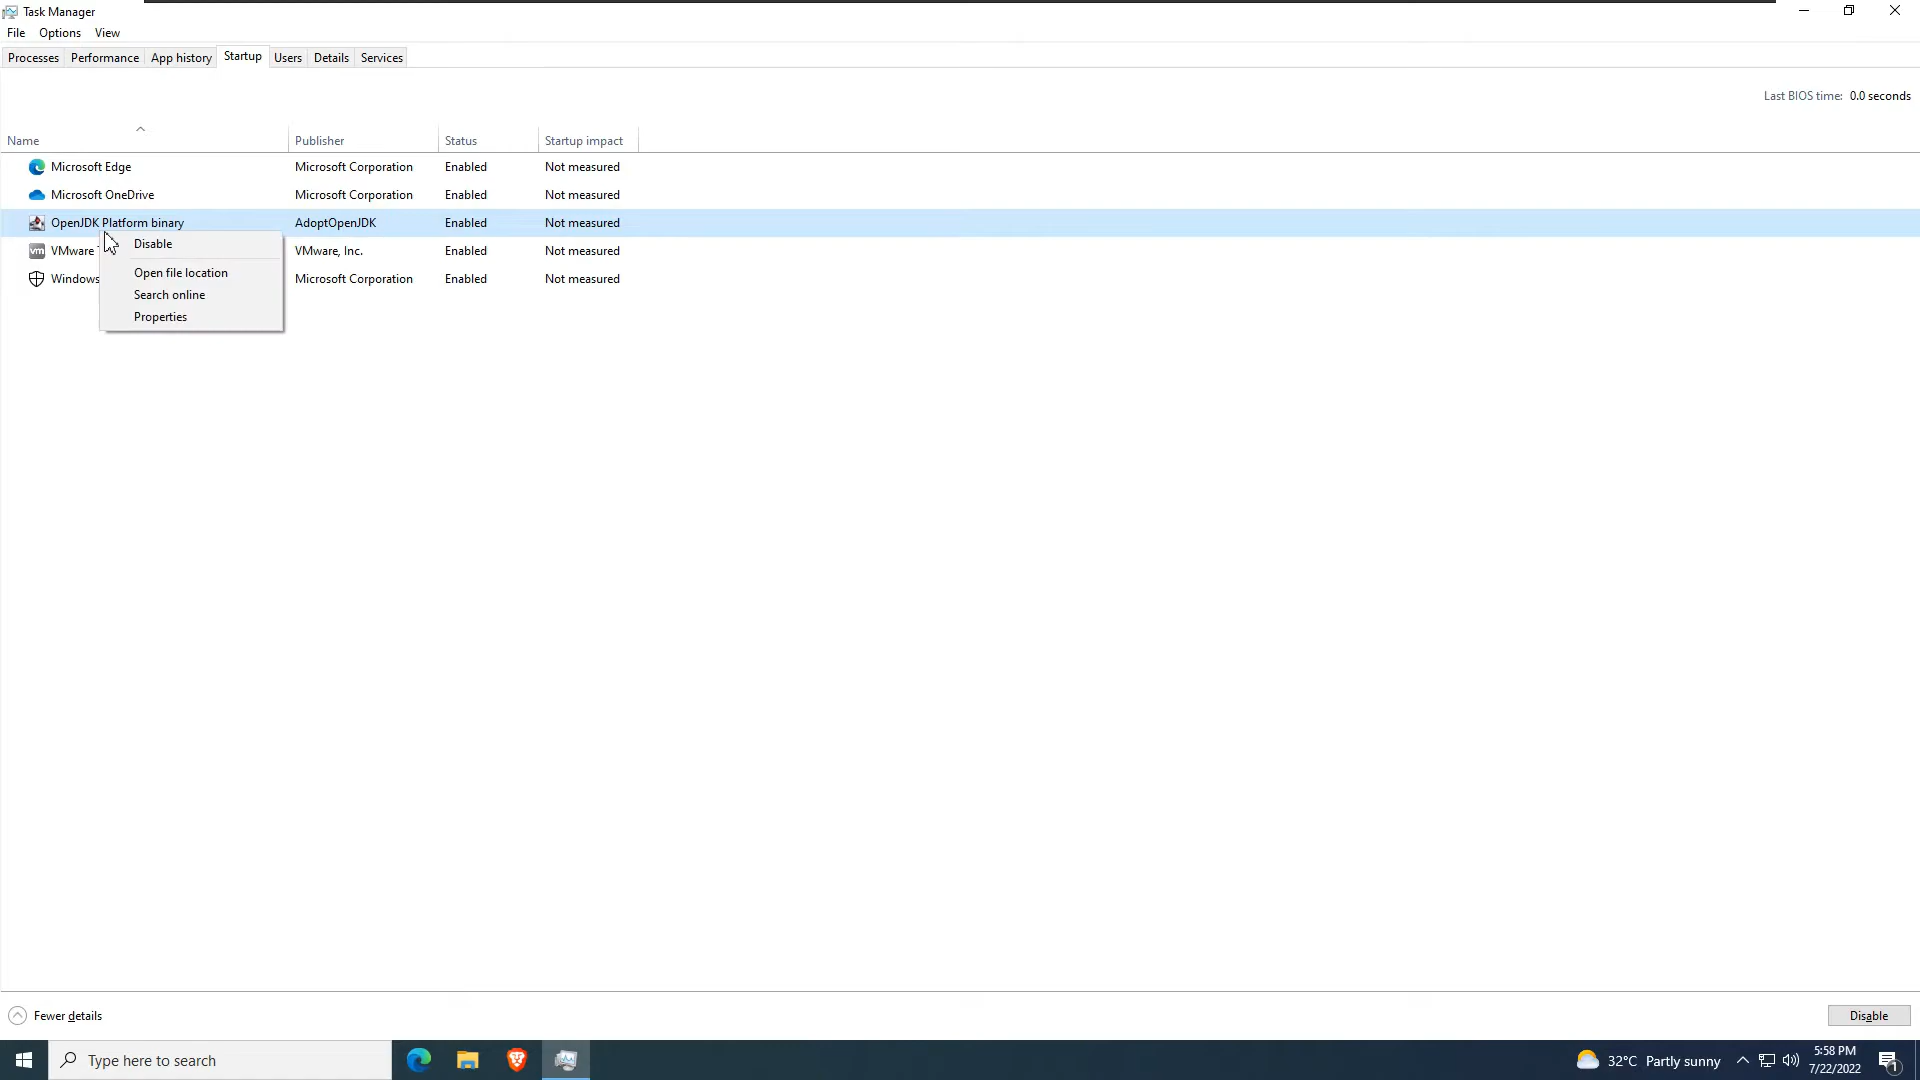 Task Manager
File Options View
Processes Performance App history Startup Users Details Services
Last BIOS time: 0.0 seconds
Name Publisher Status Startup impact
Microsoft Edge Microsoft Corporation Enabled Not measured
Microsoft OneDrive Microsoft Corporation Enabled Not measured
OpenJDK Platform binary AdoptOpenJDK Enabled Not measured
Disable
vm VMware VMware, Inc. Enabled Not measured
Open file location
Windows Microsoft Corporation Enabled Not measured
Search online
Properties
Fewer details Disable
Type here to search 32°C Partly sunny
5:58 PM
7/22/2022
1